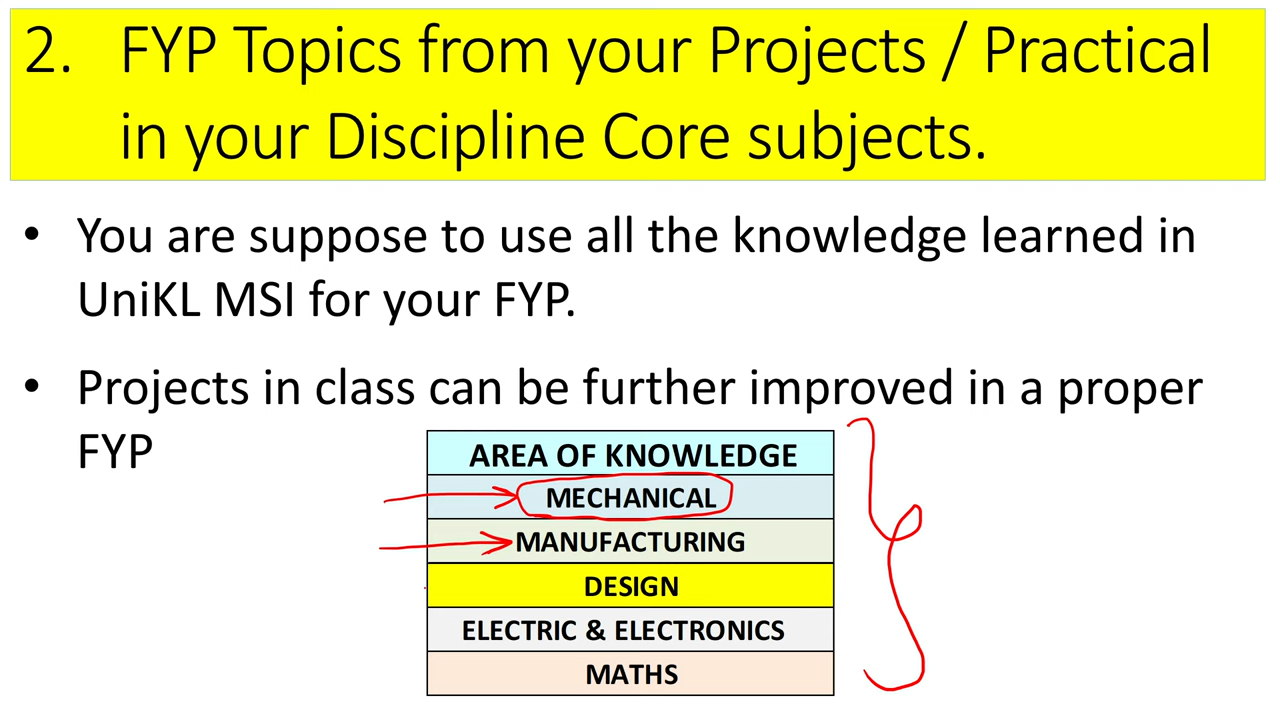 2. FYP Topics from your Projects / Practical
in your Discipline Core subjects.
• You are suppose to use all the knowledge learned in
UniKL MSI for your FYP.
• Projects in class can be further improved in a proper
FYP
AREA OF KNOWLEDGE
MECHANICAL
MANUFACTURING
DESIGN
ELECTRIC & ELECTRONICS
MATHS